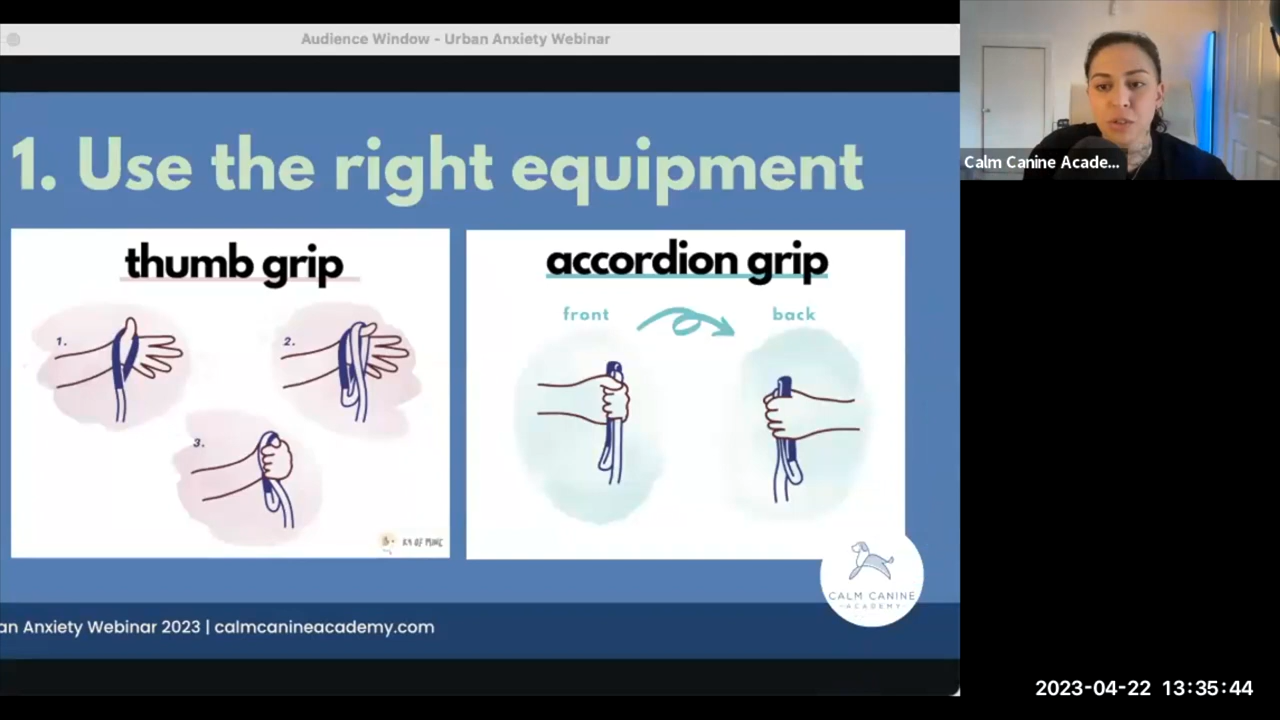 Audience Window - Urban Anxiety Webinar
1. Use the right equipment
thumb grip
1.
2.
3.
accordion grip
front
back
CALM CANINE
ACADEMY
an Anxiety Webinar 2023 | calmcanineacademy.com
Calm Canine Acade...
2023-04-22 13:35:44